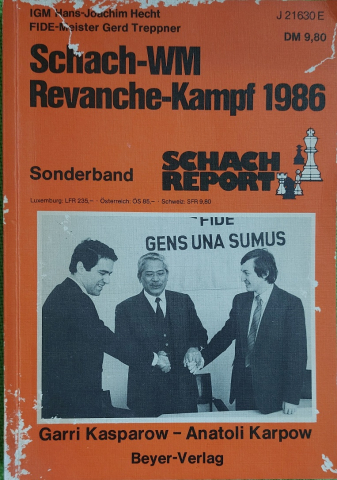 IGM Hans-Joachim Hecht
FIDE-Meister Gerd Treppner
J 21630 E
DM 9,80
Schach-WM
Revanche-Kampf 1986
Sonderband
SCHACH
REPORT
Luxemburg: LFR 235,– · Österreich: ÖS 85,– · Schweiz: SFR 9,80
FIDE
GENS UNA SUMUS
Garri Kasparow – Anatoli Karpow
Beyer-Verlag